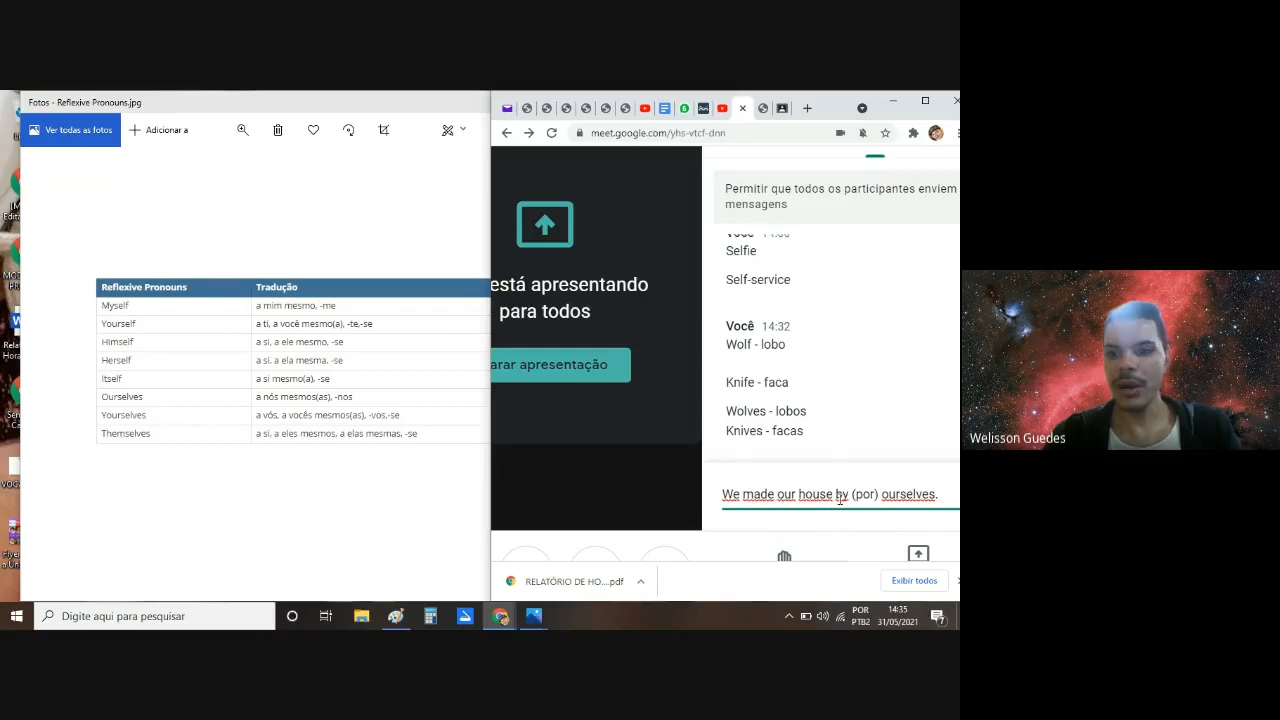 Fotos - Reflexive Pronouns.jpg
Ver todas as fotos
Adicionar a
Reflexive Pronouns Tradução
Myself a mim mesmo, -me
Yourself a ti, a você mesmo(a), -te,-se
Himself a si, a ele mesmo, -se
Herself a si, a ela mesma, -se
Itself a si mesmo(a), -se
Ourselves a nós mesmos(as), -nos
Yourselves a vós, a vocês mesmos(as), -vos,-se
Themselves a si, a eles mesmos, a elas mesmas, -se
meet.google.com/yhs-vtcf-dnn
está apresentando
para todos
arar apresentação
Permitir que todos os participantes enviem
mensagens
Você
Selfie
Self-service
Você 14:32
Wolf - lobo
Knife - faca
Wolves - lobos
Knives - facas
We made our house by (por) ourselves.
RELATÓRIO DE HO....pdf
Exibir todos
Welisson Guedes
Digite aqui para pesquisar
POR
PTB2
14:35
31/05/2021
7